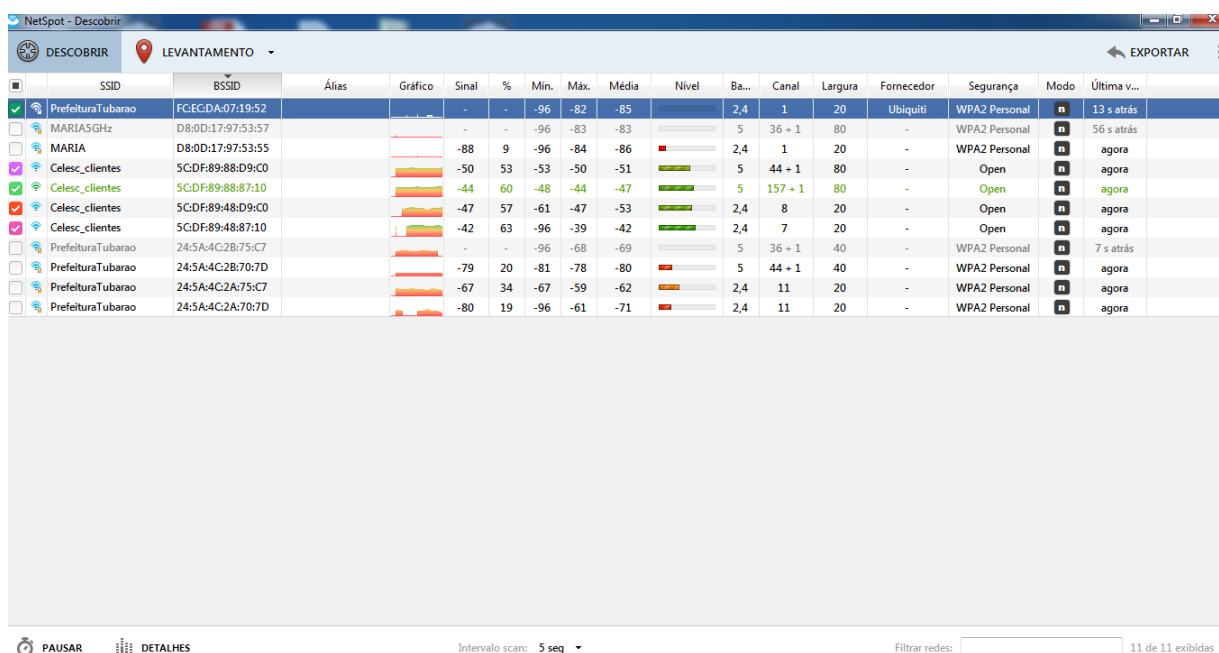 NetSpot - Descobrir
DESCOBRIR LEVANTAMENTO EXPORTAR
SSID BSSID Álias Gráfico Sinal % Mín. Máx. Média Nível Ba... Canal Largura Fornecedor Segurança Modo Última v...
PrefeituraTubarao FC:EC:DA:07:19:52 - - -96 -82 -85 2,4 1 20 Ubiquiti WPA2 Personal n 13 s atrás
MARIA5GHz D8:0D:17:97:53:57 - - -96 -83 -83 5 36 + 1 80 - WPA2 Personal n 56 s atrás
MARIA D8:0D:17:97:53:55 -88 9 -96 -84 -86 2,4 1 20 - WPA2 Personal n agora
Celesc_clientes 5C:DF:89:88:D9:C0 -50 53 -53 -50 -51 5 44 + 1 80 - Open n agora
Celesc_clientes 5C:DF:89:88:87:10 -44 60 -48 -44 -47 5 157 + 1 80 - Open n agora
Celesc_clientes 5C:DF:89:48:D9:C0 -47 57 -61 -47 -53 2,4 8 20 - Open n agora
Celesc_clientes 5C:DF:89:48:87:10 -42 63 -96 -39 -42 2,4 7 20 - Open n agora
PrefeituraTubarao 24:5A:4C:2B:75:C7 - - -96 -68 -69 5 36 + 1 40 - WPA2 Personal n 7 s atrás
PrefeituraTubarao 24:5A:4C:2B:70:7D -79 20 -81 -78 -80 5 44 + 1 40 - WPA2 Personal n agora
PrefeituraTubarao 24:5A:4C:2A:75:C7 -67 34 -67 -59 -62 2,4 11 20 - WPA2 Personal n agora
PrefeituraTubarao 24:5A:4C:2A:70:7D -80 19 -96 -61 -71 2,4 11 20 - WPA2 Personal n agora
PAUSAR DETALHES Intervalo scan: 5 seg Filtrar redes: 11 de 11 exibidas